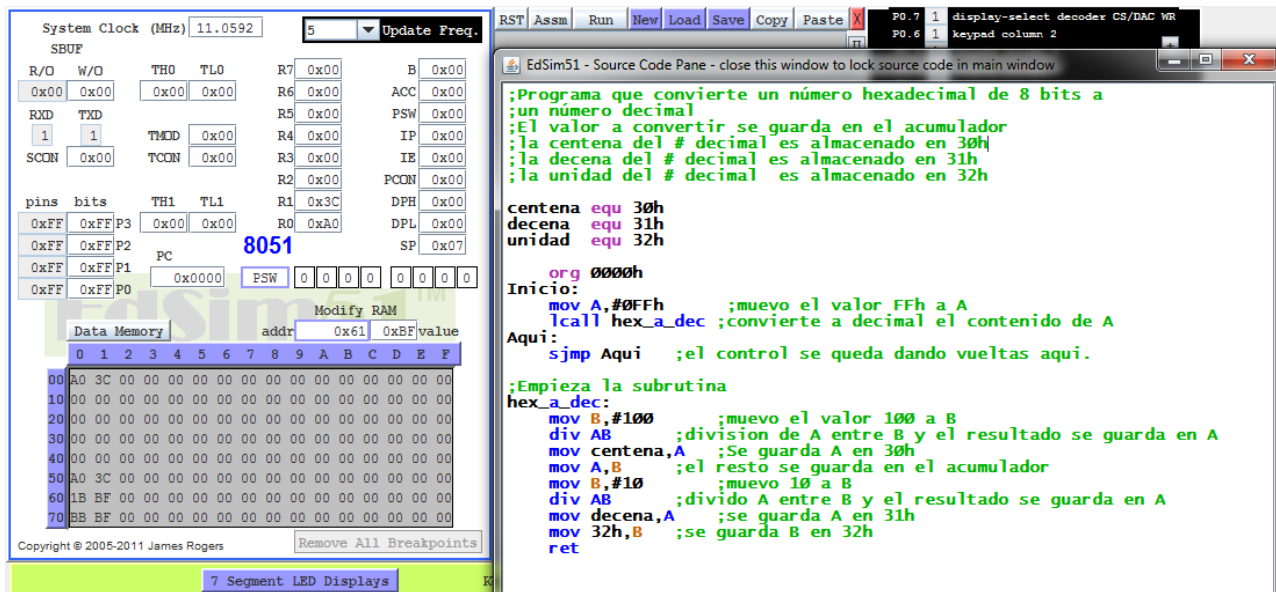 System Clock (MHz) 11.0592 5 Update Freq.
SBUF
R/O W/O TH0 TL0 R7 0x00 B 0x00
0x00 0x00 0x00 0x00 R6 0x00 ACC 0x00
RXD TXD R5 0x00 PSW 0x00
1 1 TMOD 0x00 R4 0x00 IP 0x00
SCON 0x00 TCON 0x00 R3 0x00 IE 0x00
R2 0x00 PCON 0x00
pins bits TH1 TL1 R1 0x3C DPH 0x00
0xFF 0xFF P3 0x00 0x00 R0 0xA0 DPL 0x00
0xFF 0xFF P2 8051 SP 0x07
0xFF 0xFF P1 PC
0xFF 0xFF P0 0x0000 PSW 0 0 0 0 0 0 0 0
EdSim51 TM
Modify RAM
Data Memory addr 0x61 0xBF value
0 1 2 3 4 5 6 7 8 9 A B C D E F
00 A0 3C 00 00 00 00 00 00 00 00 00 00 00 00 00 00
10 00 00 00 00 00 00 00 00 00 00 00 00 00 00 00 00
20 00 00 00 00 00 00 00 00 00 00 00 00 00 00 00 00
30 00 00 00 00 00 00 00 00 00 00 00 00 00 00 00 00
40 00 00 00 00 00 00 00 00 00 00 00 00 00 00 00 00
50 A0 3C 00 00 00 00 00 00 00 00 00 00 00 00 00 00
60 1B BF 00 00 00 00 00 00 00 00 00 00 00 00 00 00
70 BB BF 00 00 00 00 00 00 00 00 00 00 00 00 00 00
Copyright © 2005-2011 James Rogers Remove All Breakpoints
7 Segment LED Displays
RST Assm Run New Load Save Copy Paste X
P0.7 1 display-select decoder CS/DAC WR
P0.6 1 keypad column 2
EdSim51 - Source Code Pane - close this window to lock source code in main window
;Programa que convierte un número hexadecimal de 8 bits a
;un número decimal
;El valor a convertir se guarda en el acumulador
;la centena del # decimal es almacenado en 30h
;la decena del # decimal es almacenado en 31h
;la unidad del # decimal  es almacenado en 32h
centena equ 30h
decena  equ 31h
unidad  equ 32h
org 0000h
Inicio:
mov A,#0FFh ;muevo el valor FFh a A
lcall hex_a_dec ;convierte a decimal el contenido de A
Aqui:
sjmp Aqui ;el control se queda dando vueltas aquí.
;Empieza la subrutina
hex_a_dec:
mov B,#100 ;muevo el valor 100 a B
div AB ;division de A entre B y el resultado se guarda en A
mov centena,A ;Se guarda A en 30h
mov A,B ;el resto se guarda en el acumulador
mov B,#10 ;muevo 10 a B
div AB ;divido A entre B y el resultado se guarda en A
mov decena,A ;se guarda A en 31h
mov 32h,B ;se guarda B en 32h
ret